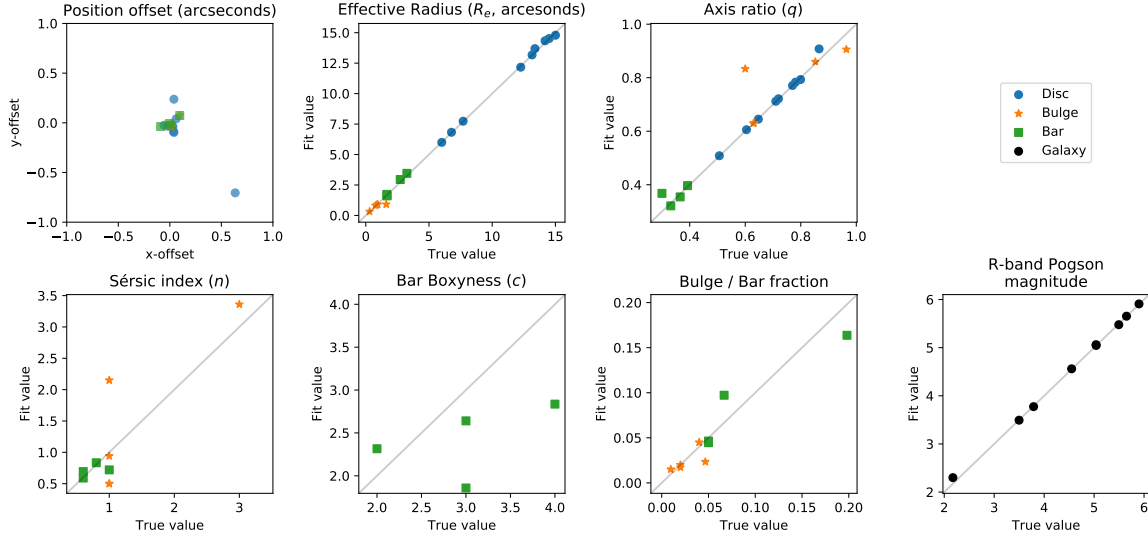 Position offset (arcseconds)
1.0
0.5
0.0
−0.5
−1.0
y-offset
−1.0 −0.5 0.0 0.5 1.0
x-offset
Effective Radius (Re, arcesonds)
15.0
12.5
10.0
7.5
5.0
2.5
0.0
Fit value
0 5 10 15
True value
Axis ratio (q)
1.0
0.8
0.6
0.4
Fit value
0.4 0.6 0.8 1.0
True value
Disc
Bulge
Bar
Galaxy
Sérsic index (n)
3.5
3.0
2.5
2.0
1.5
1.0
0.5
Fit value
1 2 3
True value
Bar Boxyness (c)
4.0
3.5
3.0
2.5
2.0
Fit value
2.0 2.5 3.0 3.5 4.0
True value
Bulge / Bar fraction
0.20
0.15
0.10
0.05
0.00
Fit value
0.00 0.05 0.10 0.15 0.20
True value
R-band Pogson
magnitude
6
5
4
3
2
Fit value
2 3 4 5 6
True value